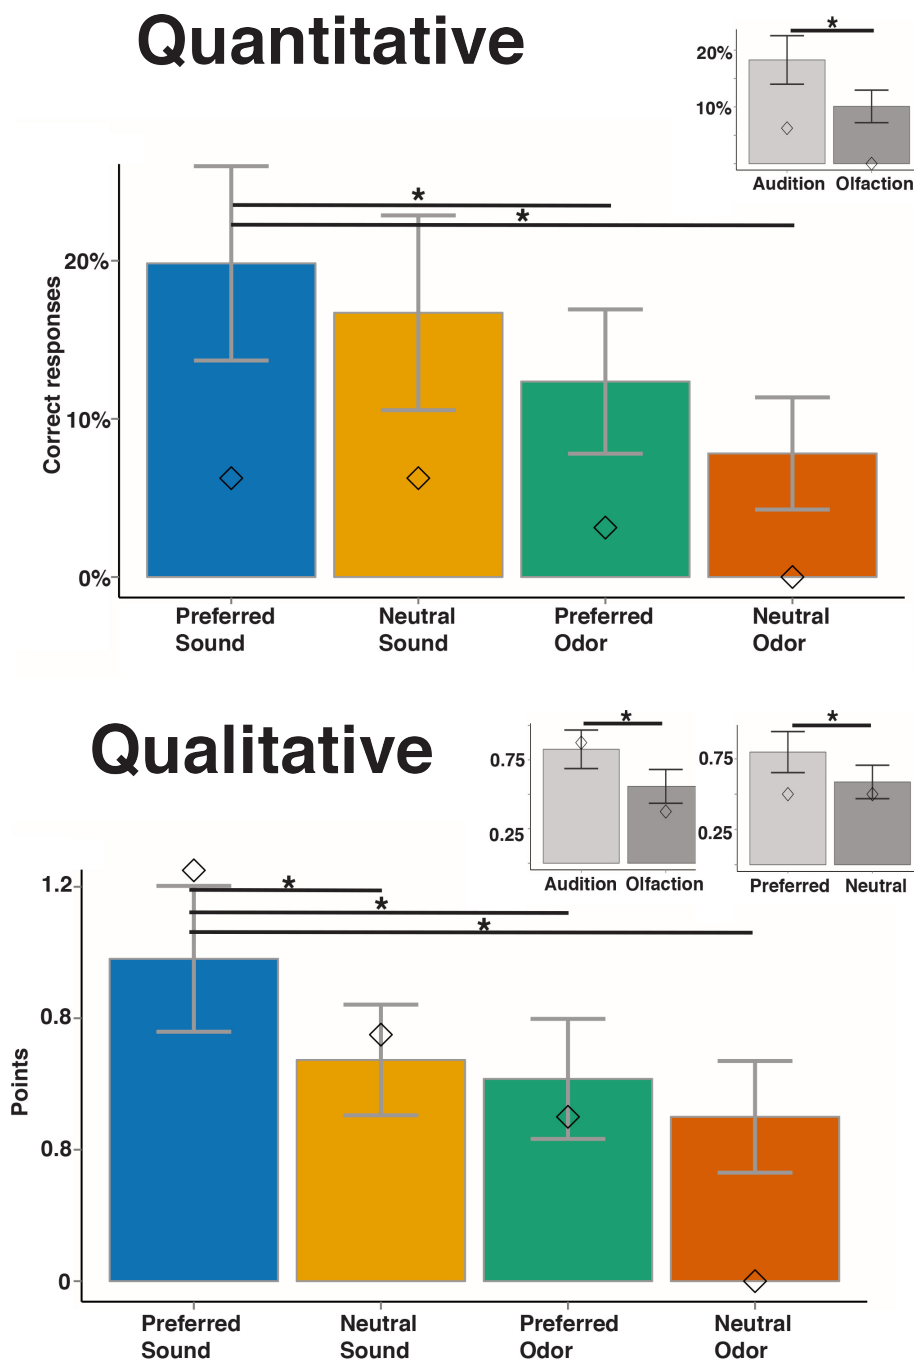 Quantitative
*
20%
10%
Audition Olfaction
*
*
20%
10%
0%
Correct responses
Preferred Sound
Neutral Sound
Preferred Odor
Neutral Odor
Qualitative
*
0.75
0.25
Audition Olfaction
*
0.75
0.25
Preferred Neutral
*
*
*
1.2
0.8
0.8
0
Points
Preferred Sound
Neutral Sound
Preferred Odor
Neutral Odor